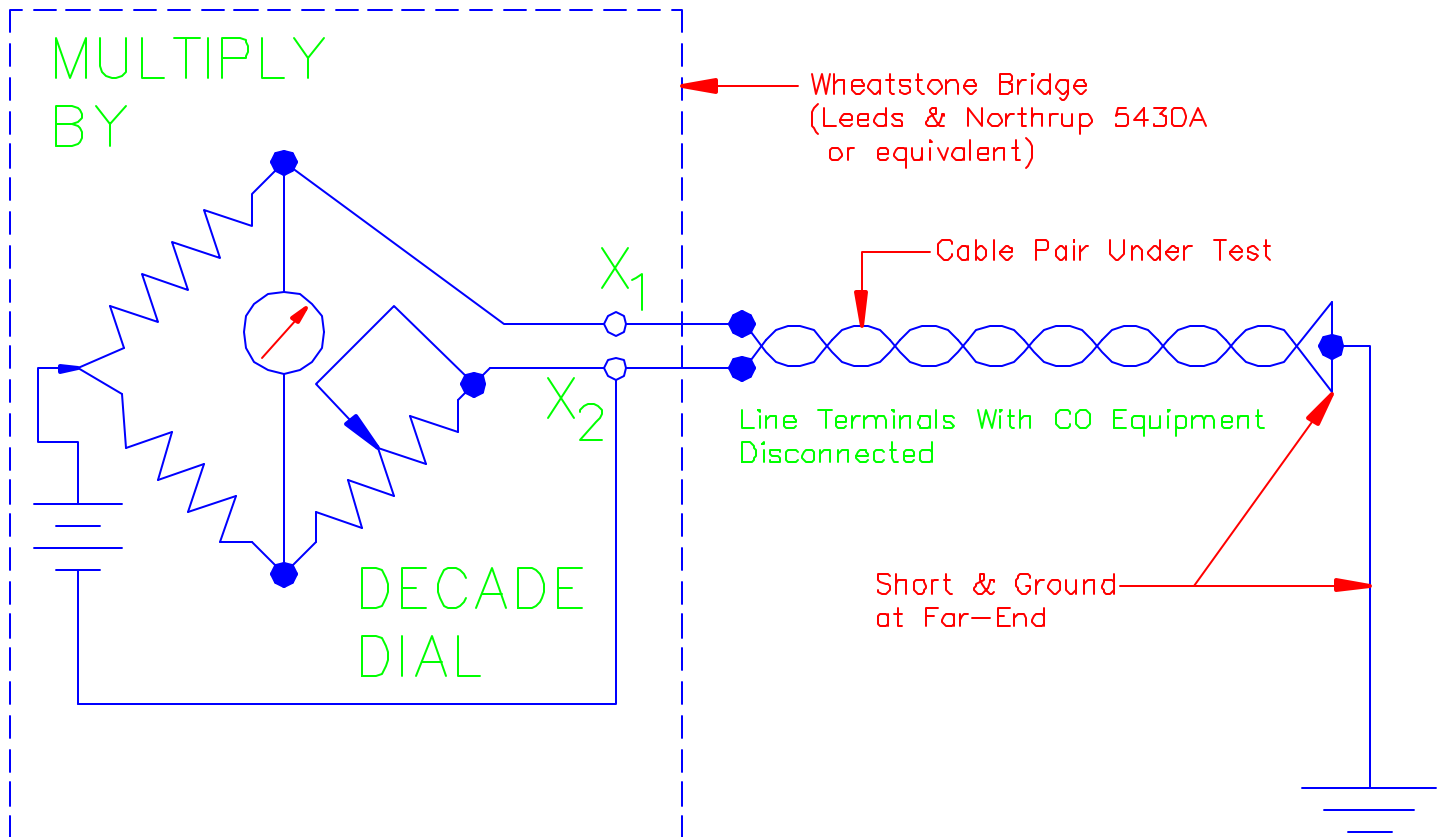 MULTIPLY
BY
Wheatstone Bridge
(Leeds & Northrup 5430A
or equivalent)
Cable Pair Under Test
X1
X2
Line Terminals With CO Equipment
Disconnected
DECADE
DIAL
Short & Ground
at Far-End